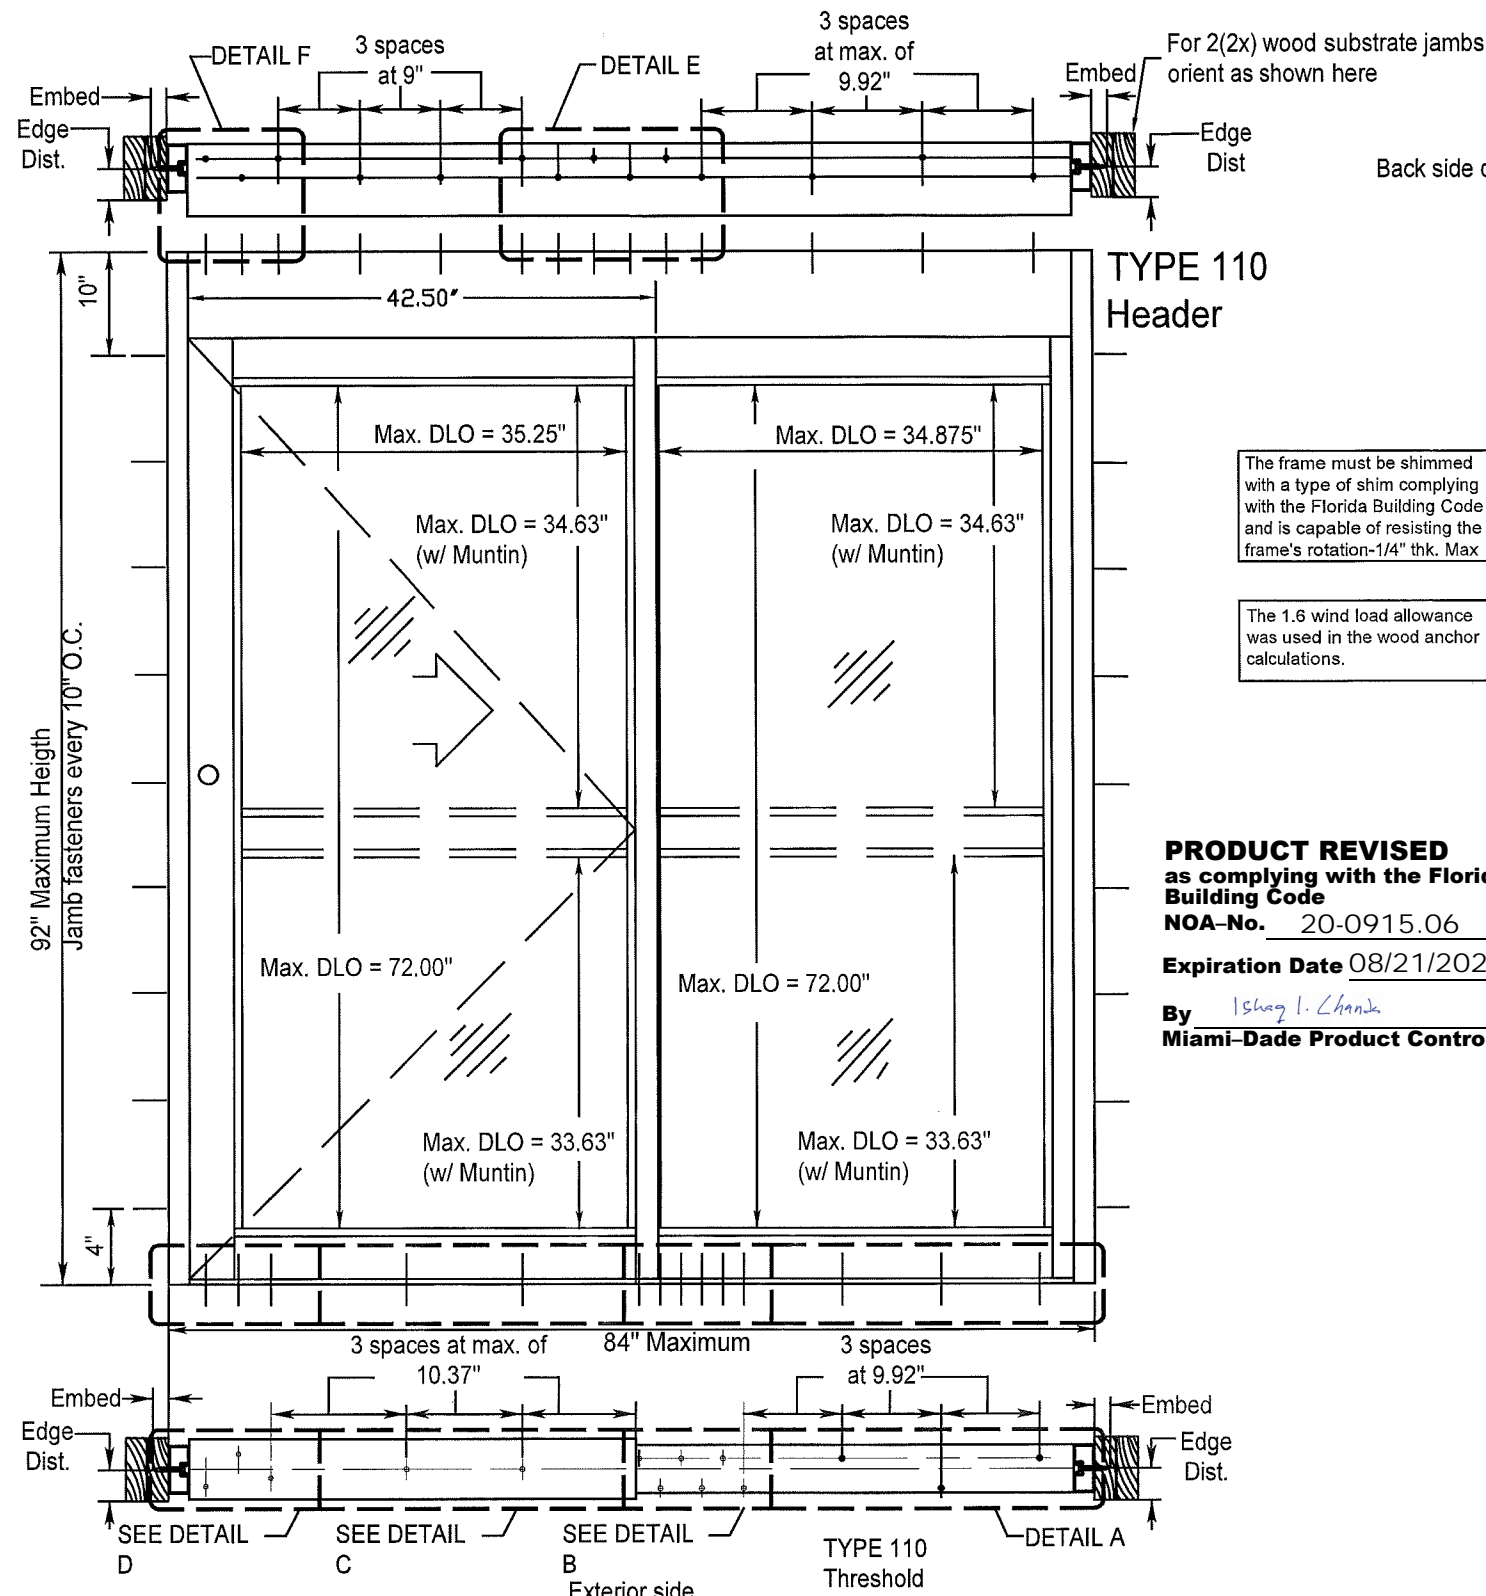 3 spaces
at max. of
9.92"
3 spaces
at 9"
DETAIL F
DETAIL E
For 2(2x) wood substrate jambs
orient as shown here
Embed
Embed
Edge
Dist.
Edge
Dist
Back side
TYPE 110
Header
10"
42.50"
Max. DLO = 35.25"
Max. DLO = 34.875"
The frame must be shimmed
with a type of shim complying
with the Florida Building Code
and is capable of resisting the
frame's rotation-1/4" thk. Max
Max. DLO = 34.63"
(w/ Muntin)
Max. DLO = 34.63"
(w/ Muntin)
The 1.6 wind load allowance
was used in the wood anchor
calculations.
92" Maximum Heigth
Jamb fasteners every 10" O.C.
PRODUCT REVISED
as complying with the
Building Code
NOA–No. 20-0915.06
Expiration Date 08/21/202
By Ishaq I. Chanda
Miami–Dade Product
Max. DLO = 72.00"
Max. DLO = 72.00"
Max. DLO = 33.63"
(w/ Muntin)
Max. DLO = 33.63"
(w/ Muntin)
4"
84" Maximum
3 spaces at max. of
10.37"
3 spaces
at 9.92"
Embed
Embed
Edge
Dist.
Edge
Dist.
SEE DETAIL
D
SEE DETAIL
C
SEE DETAIL
B
DETAIL A
TYPE 110
Threshold
Exterior side